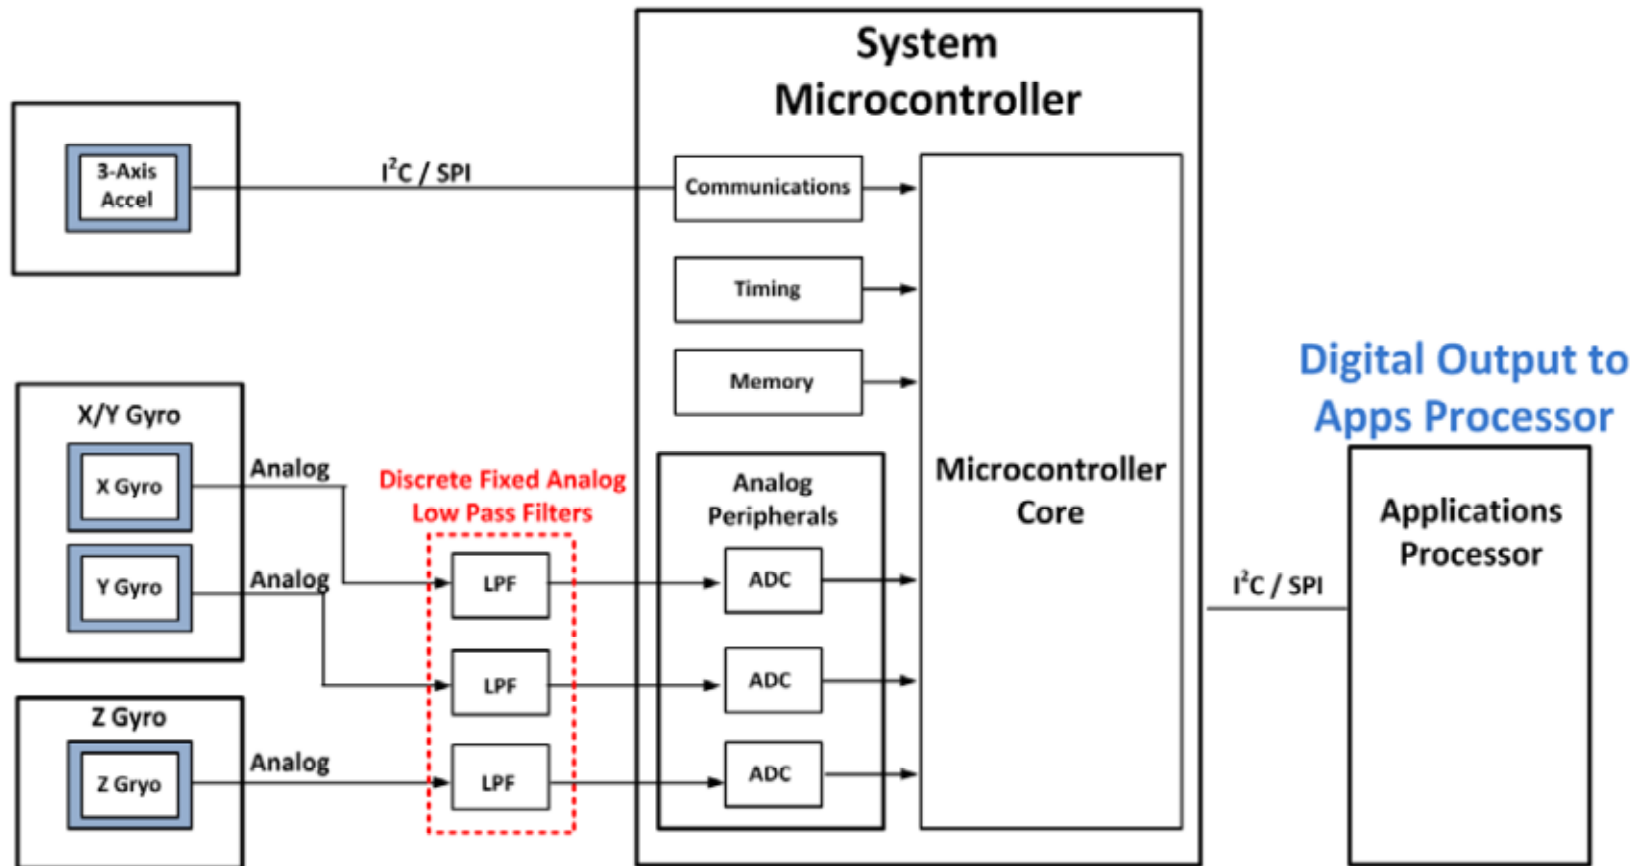 System
Microcontroller
3-Axis
Accel
I²C / SPI
Communications
Timing
Memory
Digital Output to
Apps Processor
X/Y Gyro
X Gyro
Analog
Y Gyro
Analog
Discrete Fixed Analog
Low Pass Filters
LPF
LPF
LPF
Analog
Peripherals
ADC
ADC
ADC
Microcontroller
Core
I²C / SPI
Applications
Processor
Z Gyro
Z Gryo
Analog